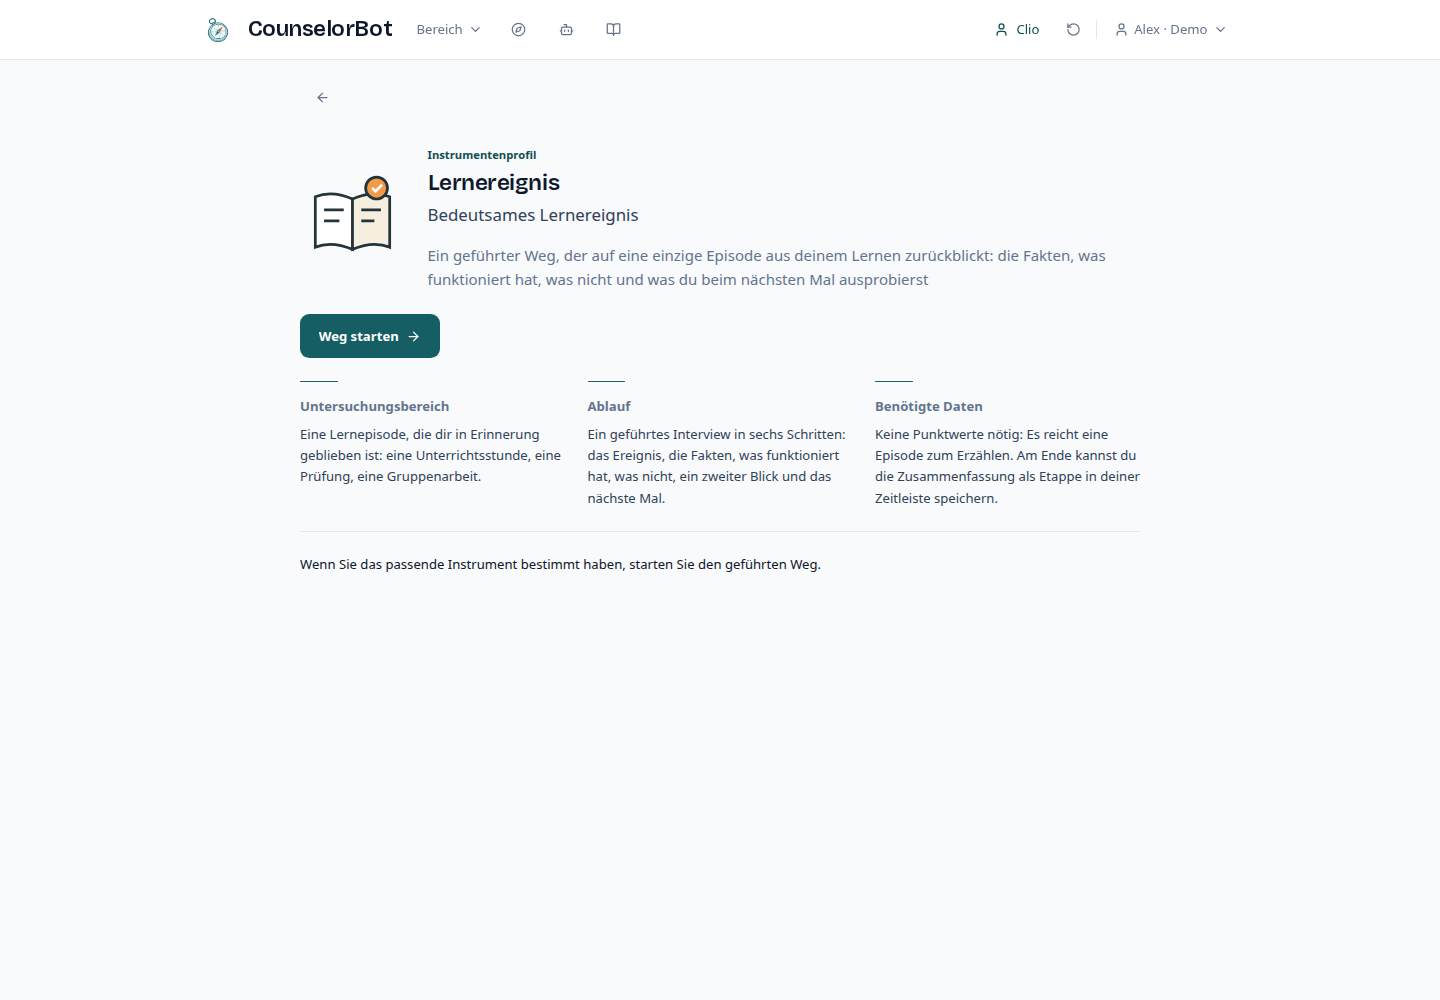 CounselorBot
Bereich
Clio
Alex · Demo
Instrumentenprofil
Lernereignis
Bedeutsames Lernereignis
Ein geführter Weg, der auf eine einzige Episode aus deinem Lernen zurückblickt: die Fakten, was
funktioniert hat, was nicht und was du beim nächsten Mal ausprobierst
Weg starten
Untersuchungsbereich
Eine Lernepisode, die dir in Erinnerung
geblieben ist: eine Unterrichtsstunde, eine
Prüfung, eine Gruppenarbeit.
Ablauf
Ein geführtes Interview in sechs Schritten:
das Ereignis, die Fakten, was funktioniert
hat, was nicht, ein zweiter Blick und das
nächste Mal.
Benötigte Daten
Keine Punktwerte nötig: Es reicht eine
Episode zum Erzählen. Am Ende kannst du
die Zusammenfassung als Etappe in deiner
Zeitleiste speichern.
Wenn Sie das passende Instrument bestimmt haben, starten Sie den geführten Weg.